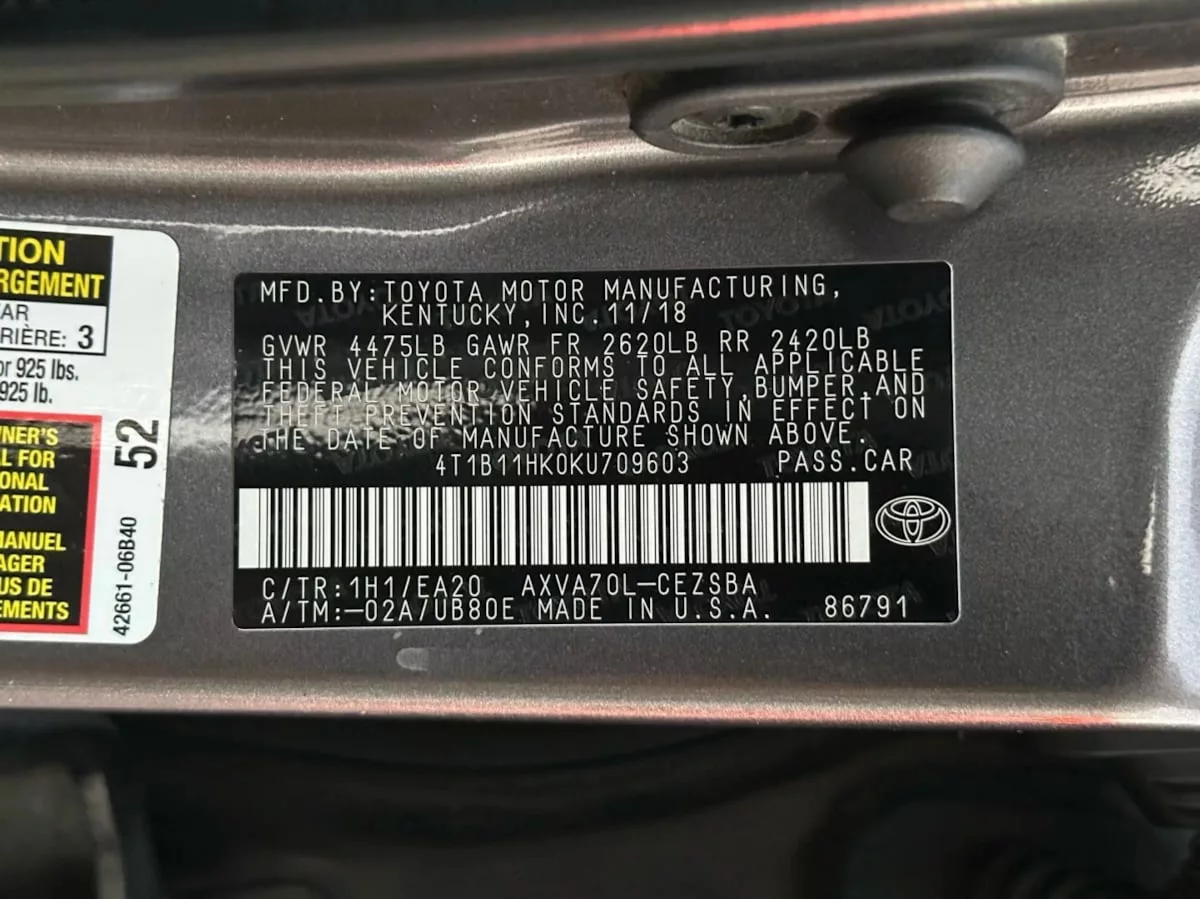 TION
RGEMENT
AR
RIÈRE: 3
or 925 lbs.
925 lb.
WNER'S
L FOR
ONAL
ATION
MANUEL
AGER
US DE
EMENTS
52
42661-06B40
MFD.BY:TOYOTA MOTOR MANUFACTURING,
KENTUCKY,INC.11/18
GVWR 4475LB GAWR FR 2620LB RR 2420LB
THIS VEHICLE CONFORMS TO ALL APPLICABLE
FEDERAL MOTOR VEHICLE SAFETY,BUMPER,AND
THEFT PREVENTION STANDARDS IN EFFECT ON
THE DATE OF MANUFACTURE SHOWN ABOVE.
4T1B11HK0KU709603 PASS.CAR
C/TR:1H1/EA20 AXVA70L-CEZSBA
A/TM:-02A/UB80E MADE IN U.S.A. 86791